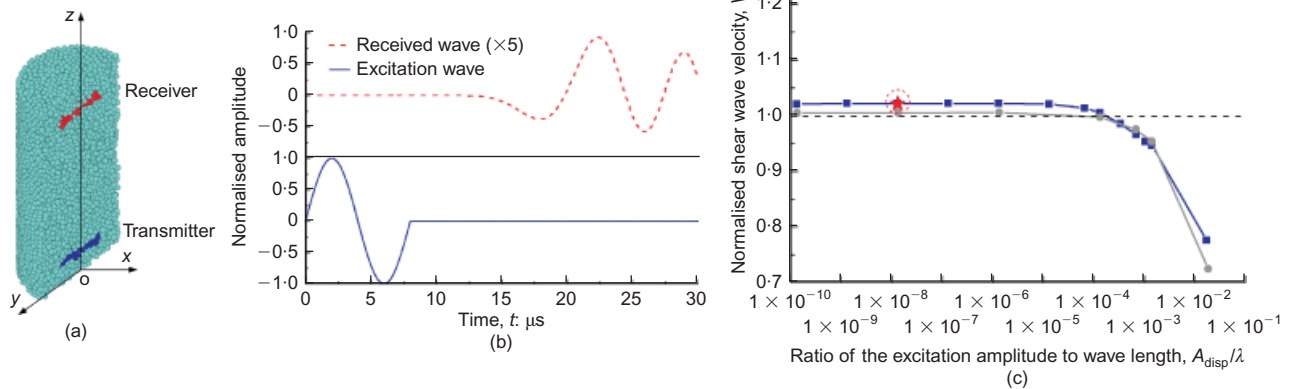 z
Receiver
Transmitter
o
x
y
(a)
Normalised amplitude
1·0
0·5
0
−0·5
1·0
0·5
0
−0·5
−1·0
Received wave (×5)
Excitation wave
0 5 10 15 20 25 30
Time, t: μs
(b)
Normalised shear wave velocity,
1·2
1·1
1·0
0·9
0·8
0·7
1 × 10⁻¹⁰ 1 × 10⁻⁸ 1 × 10⁻⁶ 1 × 10⁻⁴ 1 × 10⁻²
1 × 10⁻⁹ 1 × 10⁻⁷ 1 × 10⁻⁵ 1 × 10⁻³ 1 × 10⁻¹
Ratio of the excitation amplitude to wave length, A_disp/λ
(c)